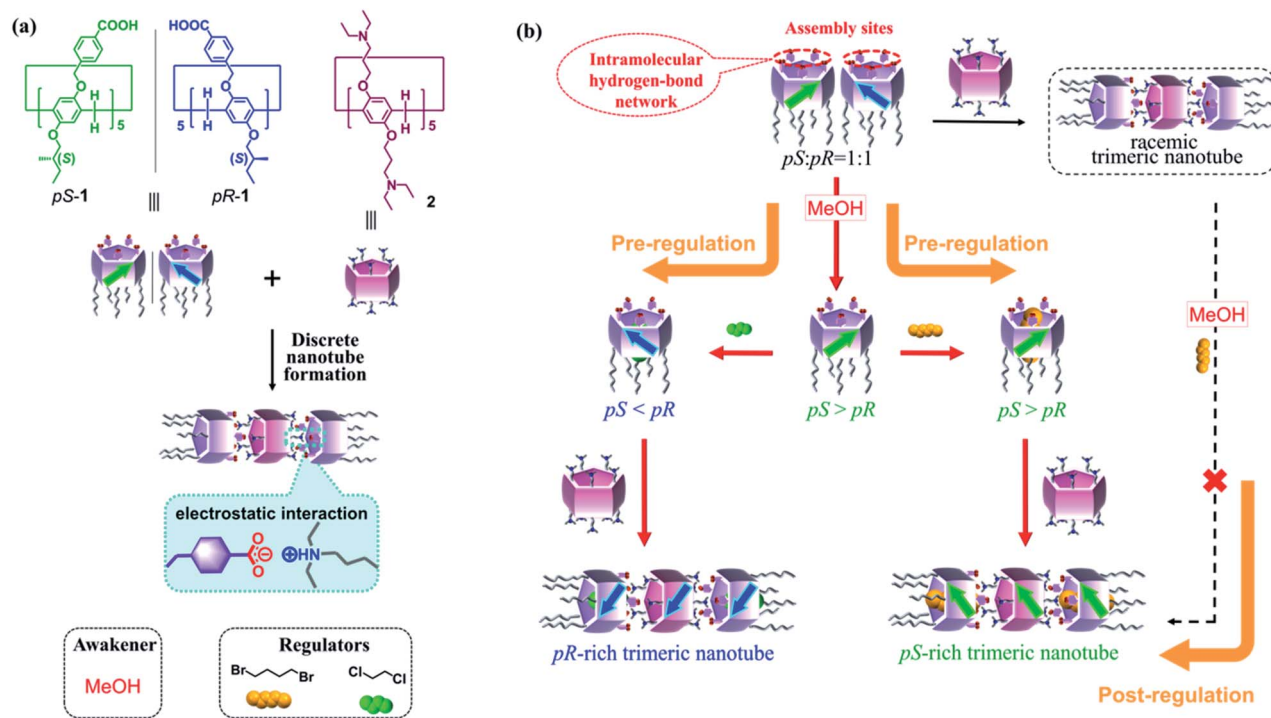 (a)
COOH
HOOC
N
O
O
H
H
5
5
H
H
H
H
5
O
O
O
(S)
(S)
N
pS-1
pR-1
2
+
Discrete
nanotube
formation
electrostatic interaction
O
⊖
O
⊕HN
Awakener
MeOH
Regulators
Br
Br
Cl
Cl
(b)
Assembly sites
Intramolecular
hydrogen-bond
network
pS:pR=1:1
racemic
trimeric nanotube
MeOH
Pre-regulation
Pre-regulation
MeOH
pS < pR
pS > pR
pS > pR
pR-rich trimeric nanotube
pS-rich trimeric nanotube
Post-regulation